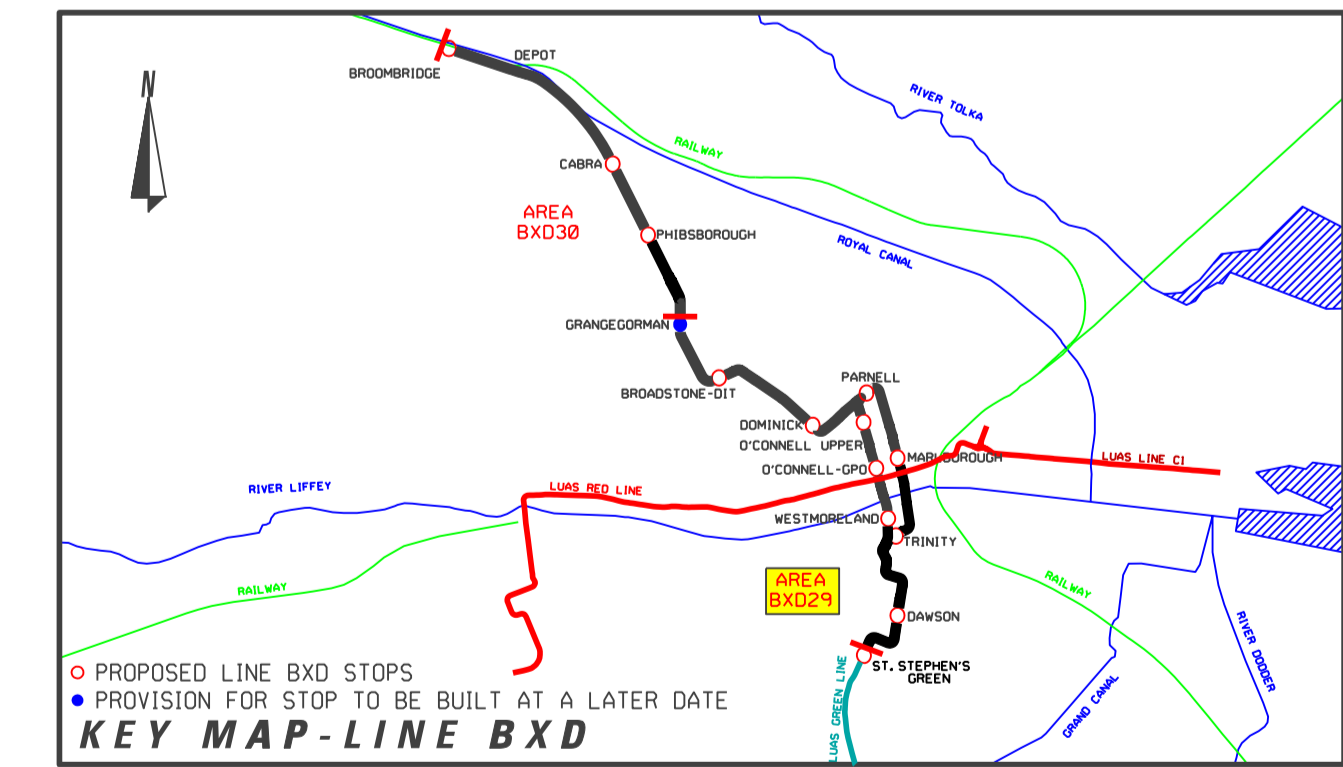 N
DEPOT
BROOMBRIDGE
RIVER TOLKA
RAILWAY
CABRA
AREA
BXD30
PHIBSBOROUGH
ROYAL CANAL
GRANGEGORMAN
PARNELL
BROADSTONE-DIT
DOMINICK
O'CONNELL UPPER
MARLBOROUGH
LUAS LINE C1
O'CONNELL-GPO
RIVER LIFFEY
LUAS RED LINE
WESTMORELAND
TRINITY
AREA
BXD29
RAILWAY
RAILWAY
DAWSON
RIVER DODDER
ST. STEPHEN'S
GREEN
LUAS GREEN LINE
GRAND CANAL
PROPOSED LINE BXD STOPS
PROVISION FOR STOP TO BE BUILT AT A LATER DATE
KEY MAP-LINE BXD